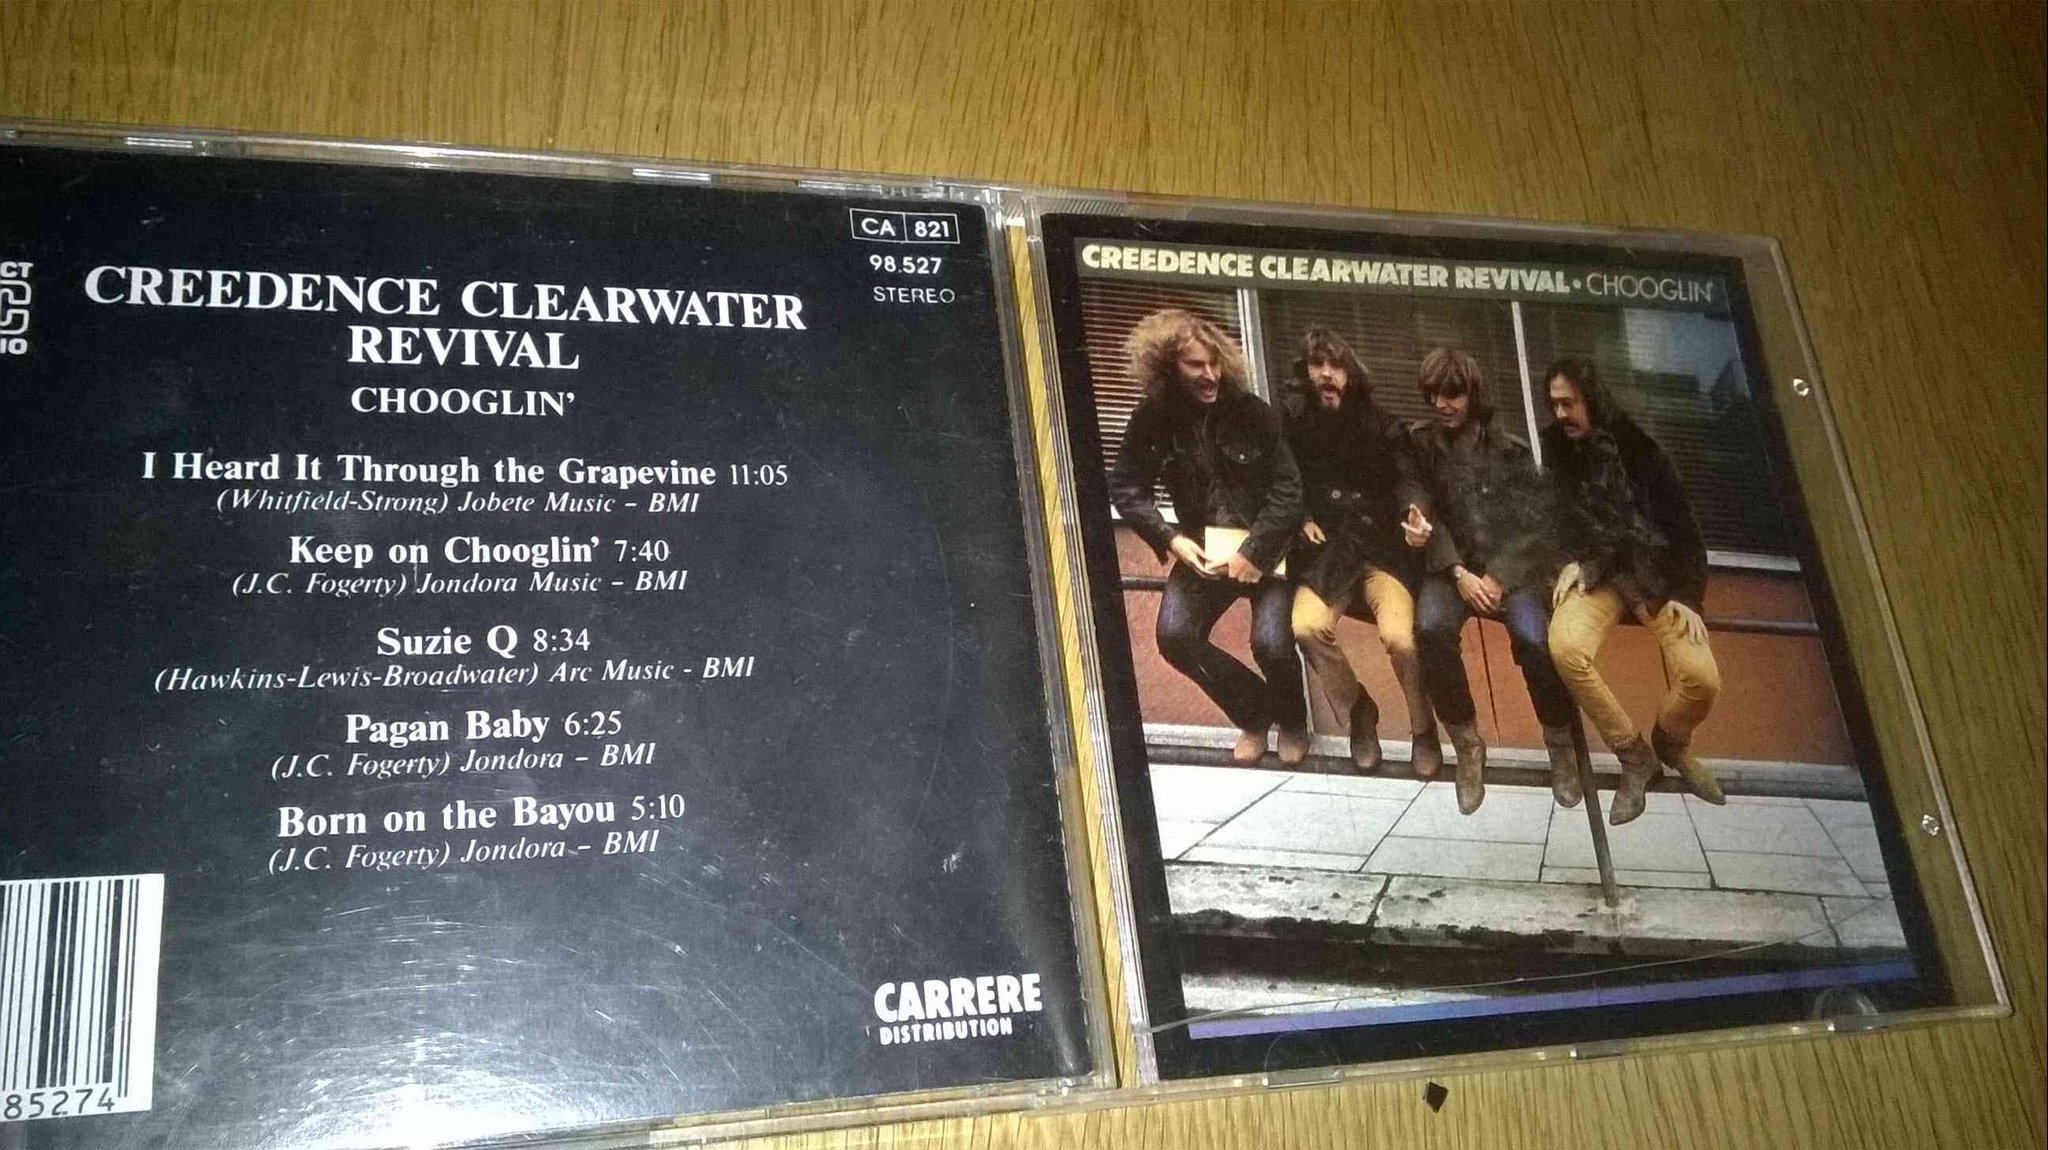 CT
IO
CA 821
98.527
STEREO
CREEDENCE CLEARWATER
REVIVAL
CHOOGLIN'
I Heard It Through the Grapevine 11:05
(Whitfield-Strong) Jobete Music – BMI
Keep on Chooglin' 7:40
(J.C. Fogerty) Jondora Music – BMI
Suzie Q 8:34
(Hawkins-Lewis-Broadwater) Arc Music - BMI
Pagan Baby 6:25
(J.C. Fogerty) Jondora – BMI
Born on the Bayou 5:10
(J.C. Fogerty) Jondora – BMI
85274
CARRERE
DISTRIBUTION
CREEDENCE CLEARWATER REVIVAL • CHOOGLIN'